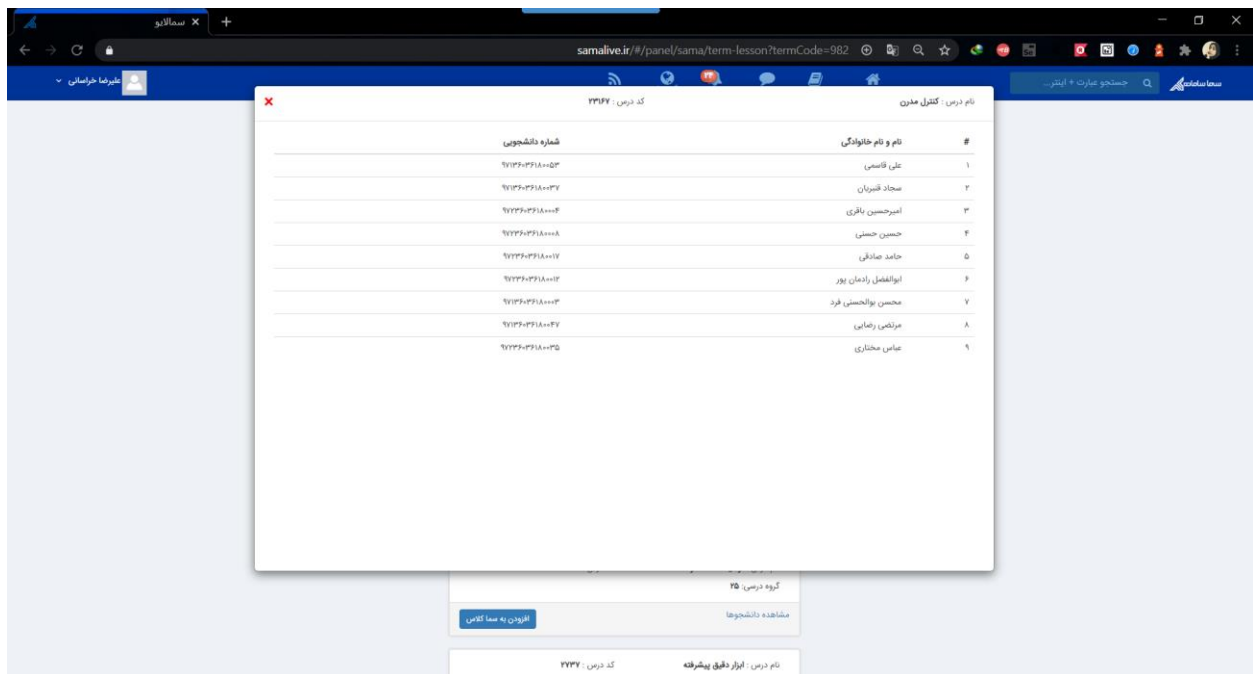 سمالایو
samalive.ir/#/panel/sama/term-lesson?termCode=982
جستجو عبارت + اینتر...
علیرضا خراسانی
نام درس : کنترل مدرن کد درس : ۲۳۱۶۷
# نام و نام خانوادگی شماره دانشجویی
۱ علی قاسمی ۹۷۱۳۶۰۳۶۱۸۰۰۵۳
۲ سجاد قنبریان ۹۷۱۳۶۰۳۶۱۸۰۰۳۷
۳ امیرحسین باقری ۹۷۲۳۶۰۳۶۱۸۰۰۰۴
۴ حسین حسنی ۹۷۲۳۶۰۳۶۱۸۰۰۰۸
۵ حامد صادقی ۹۷۲۳۶۰۳۶۱۸۰۰۱۷
۶ ابوالفضل رادمان پور ۹۷۲۳۶۰۳۶۱۸۰۰۱۲
۷ محسن بوالحسنی فرد ۹۷۱۳۶۰۳۶۱۸۰۰۰۳
۸ مرتضی رضایی ۹۷۱۳۶۰۳۶۱۸۰۰۴۷
۹ عباس مختاری ۹۷۲۳۶۰۳۶۱۸۰۰۳۵
گروه درسی: ۲۵
مشاهده دانشجوها
افزودن به سما کلاس
نام درس : ابزار دقیق پیشرفته کد درس : ۲۷۳۷